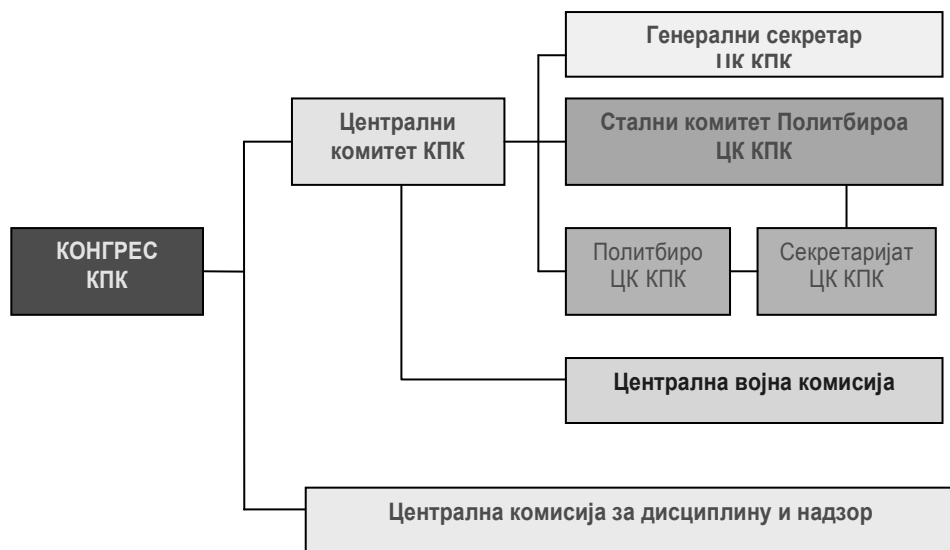 Генерални секретар
ЦК КПК
Централни
комитет КПК
Стални комитет Политбироа
ЦК КПК
КОНГРЕС
КПК
Политбиро
ЦК КПК
Секретаријат
ЦК КПК
Централна војна комисија
Централна комисија за дисциплину и надзор